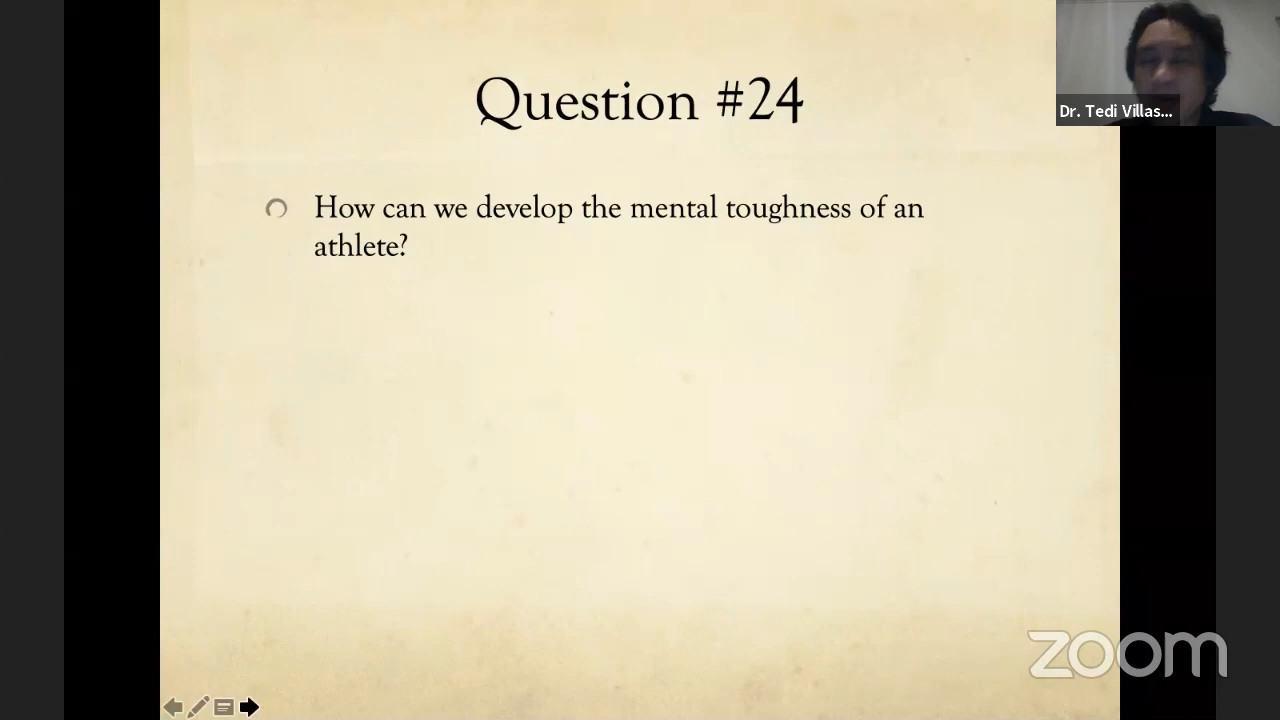 Question #24
Dr. Tedi Villas...
How can we develop the mental toughness of an
athlete?
zoom